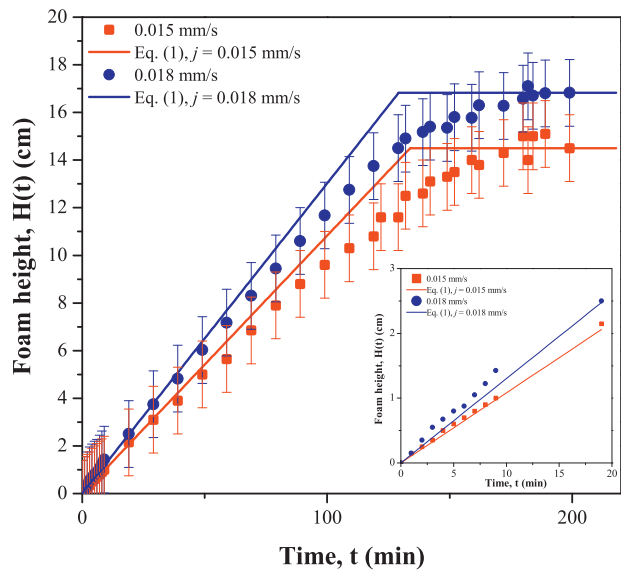 20
18
16
14
12
10
8
6
4
2
0
Foam height, H(t) (cm)
0.015 mm/s
Eq. (1), j = 0.015 mm/s
0.018 mm/s
Eq. (1), j = 0.018 mm/s
3
2
1
0
Foam height, H(t) (cm)
0.015 mm/s
Eq. (1), j = 0.015 mm/s
0.018 mm/s
Eq. (1), j = 0.018 mm/s
0 5 10 15 20
Time, t (min)
0 100 200
Time, t (min)